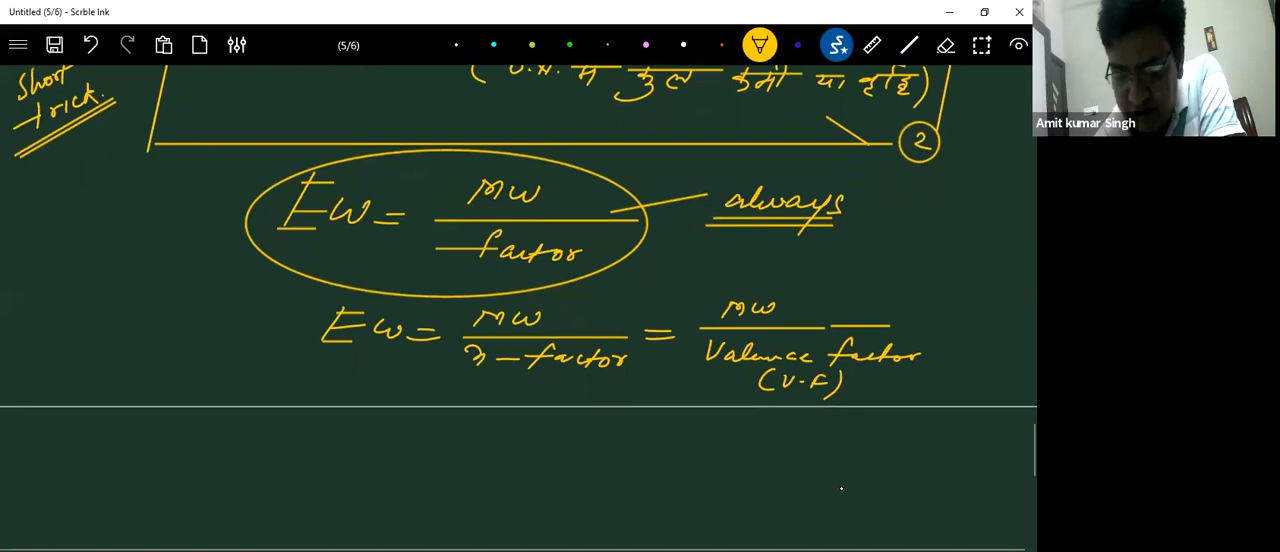 Untitled (5/6) - Scrble Ink
(5/6)
Amit kumar Singh
Short
trick.
में कुल कमी या वृद्धि)
2
EW = MW / factor
always
EW = MW / n-factor = MW / Valence factor
(V.F)